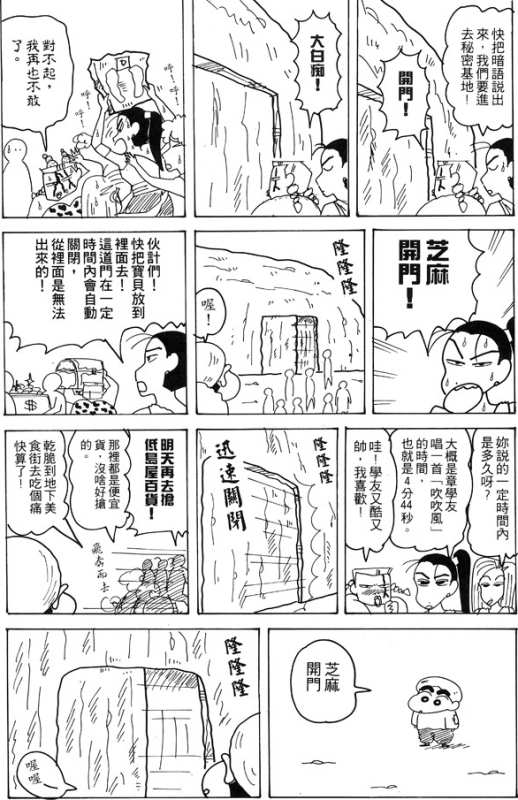 快把暗語說出
來，我們要進
去秘密基地！
開門！
大白痴！
呼！
呼！
對不起，
我再也不敢
了。
芝麻
開門！
隆隆隆
喔！
伙計們！
快把寶貝放到
裡面去！
這道門在一定
時間內會自動
關閉，
從裡面是無法
出來的！
$
妳說的一定時間內
是多久呀？
大概是章學友
唱一首「吹吹風」
的時間，
也就是4分44秒。
哇！學友又酷又
帥，我喜歡！
隆隆隆
迅速關閉
明天再去搶
低島屋百貨！
那裡都是便宜
貨，沒啥好搶
的。
乾脆到地下美
食街去吃個痛
快算了！
飛奔而去
芝麻
開門
隆隆隆
喔喔